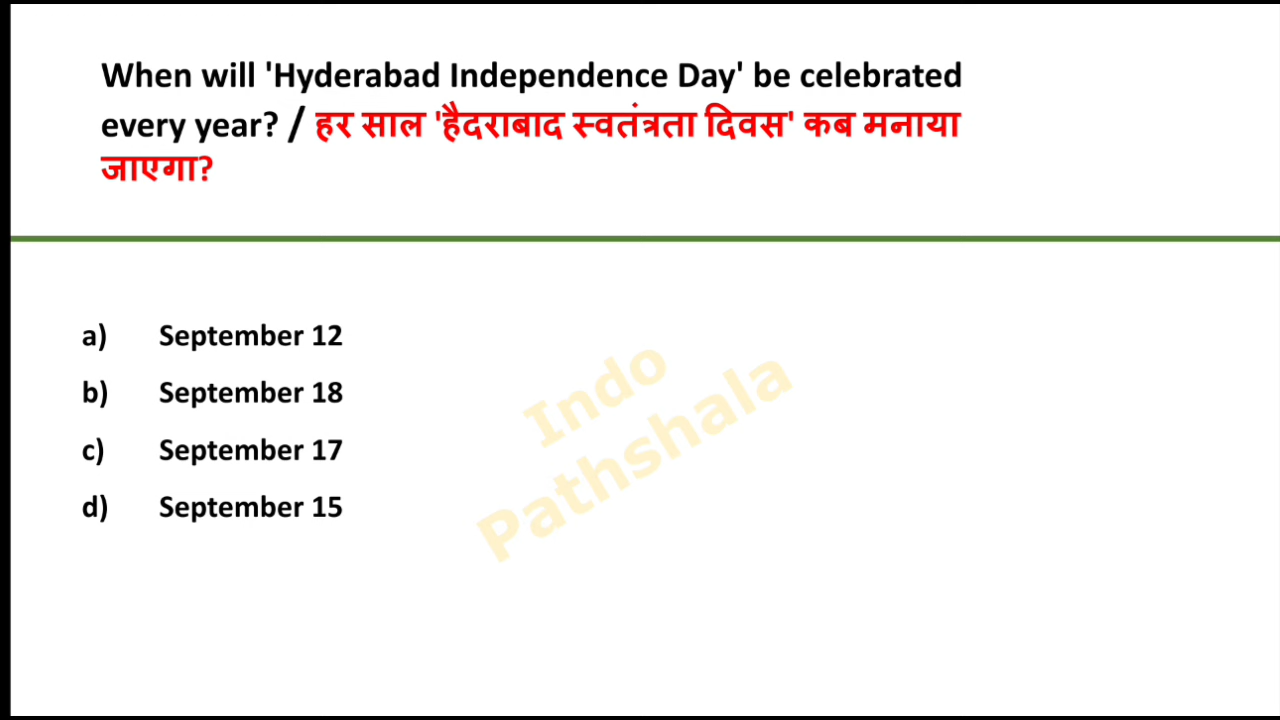 When will 'Hyderabad Independence Day' be celebrated
every year? / हर साल 'हैदराबाद स्वतंत्रता दिवस' कब मनाया
जाएगा?
a) September 12
b) September 18
c) September 17
d) September 15
Indo
Pathshala